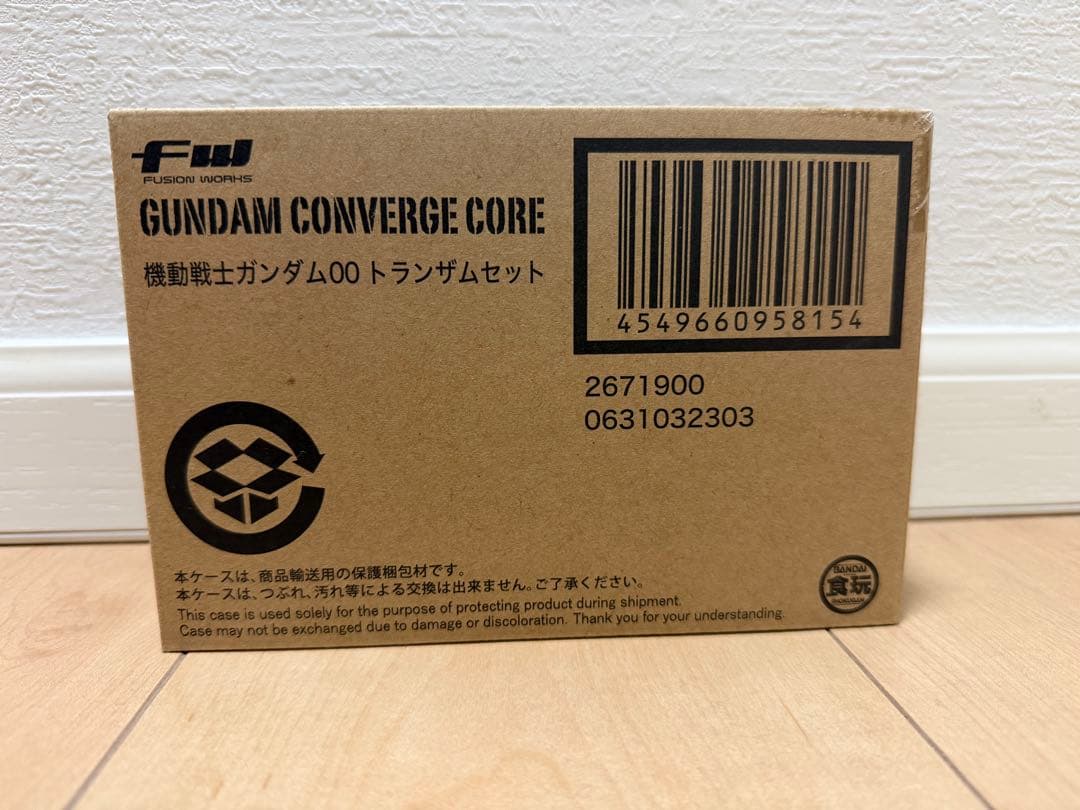 FW
FUSION WORKS
GUNDAM CONVERGE CORE
機動戦士ガンダム00 トランザムセット
4549660958154
2671900
0631032303
本ケースは、商品輸送用の保護梱包材です。
本ケースは、つぶれ、汚れ等による交換は出来ません。ご了承ください。
This case is used solely for the purpose of protecting product during shipment.
Case may not be exchanged due to damage or discoloration. Thank you for your understanding.
BANDAI
食玩
SHOKUGAN